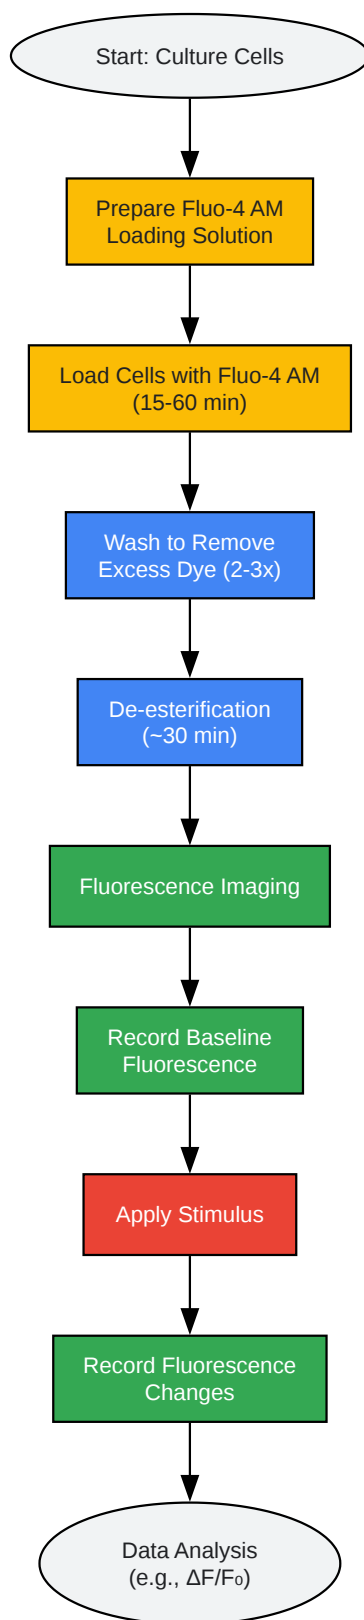 Start: Culture Cells
Prepare Fluo-4 AM
Loading Solution
Load Cells with Fluo-4 AM
(15-60 min)
Wash to Remove
Excess Dye (2-3x)
De-esterification
(~30 min)
Fluorescence Imaging
Record Baseline
Fluorescence
Apply Stimulus
Record Fluorescence
Changes
Data Analysis
(e.g., ΔF/F₀)